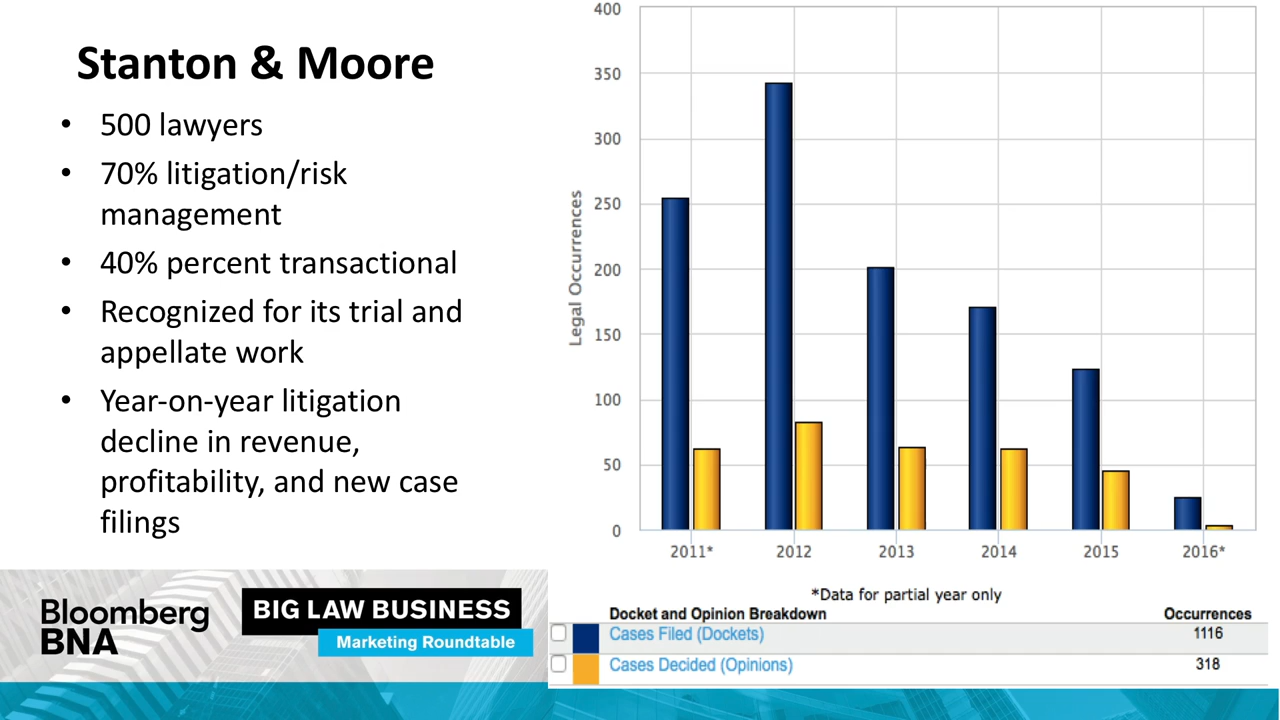 Stanton & Moore
• 500 lawyers
• 70% litigation/risk
management
• 40% percent transactional
• Recognized for its trial and
appellate work
• Year-on-year litigation
decline in revenue,
profitability, and new case
filings
Bloomberg
BNA
BIG LAW BUSINESS
Marketing Roundtable
Legal Occurrences
400
350
300
250
200
150
100
50
0
2011* 2012 2013 2014 2015 2016*
*Data for partial year only
Docket and Opinion Breakdown Occurrences
Cases Filed (Dockets) 1116
Cases Decided (Opinions) 318